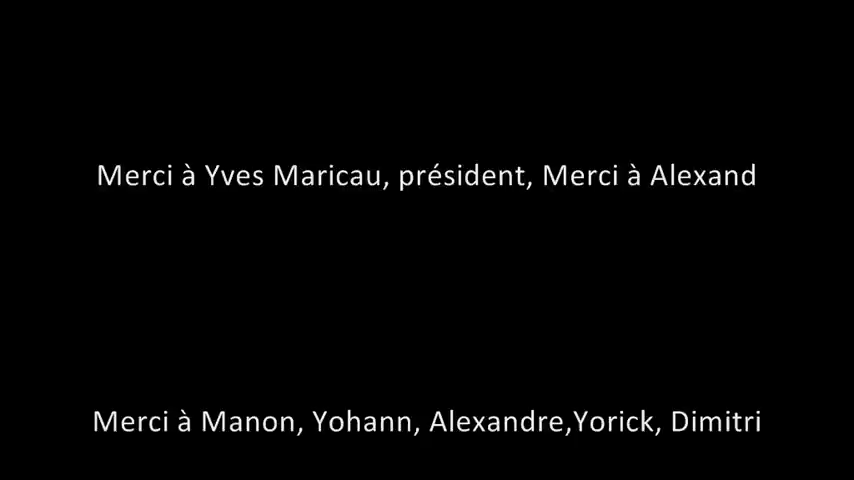 Merci à Yves Maricau, président, Merci à Alexand
Merci à Manon, Yohann, Alexandre,Yorick, Dimitri